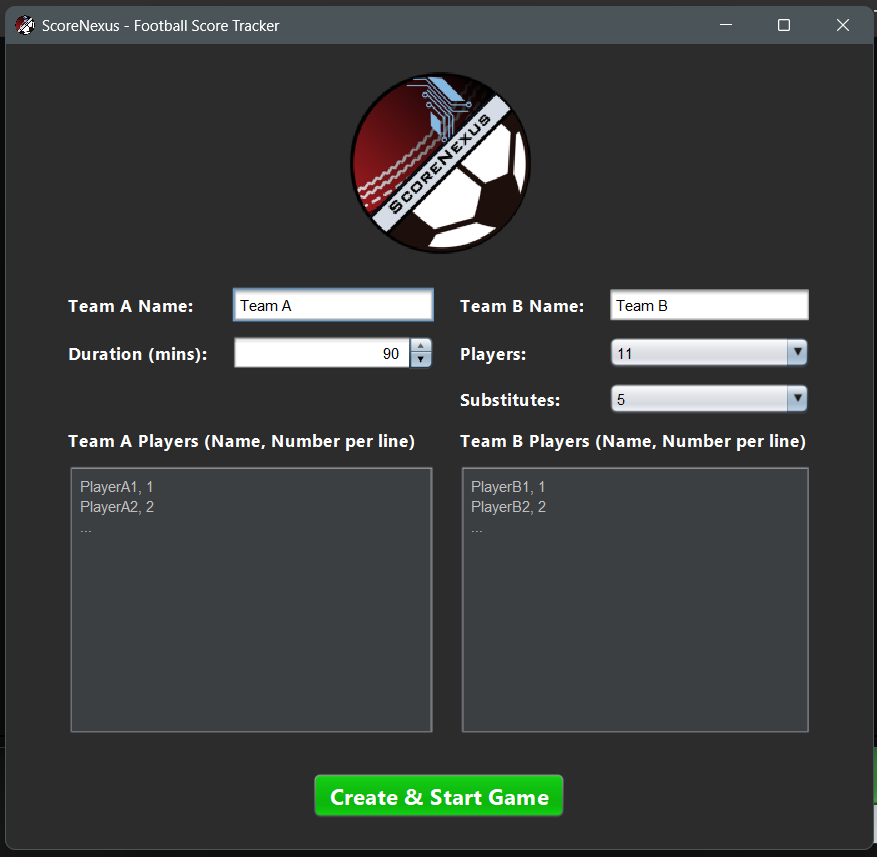 ScoreNexus - Football Score Tracker
ScoreNexus
Team A Name: Team A Team B Name: Team B
Duration (mins): 90 Players: 11
Substitutes: 5
Team A Players (Name, Number per line) Team B Players (Name, Number per line)
PlayerA1, 1
PlayerA2, 2
...
PlayerB1, 1
PlayerB2, 2
...
Create & Start Game